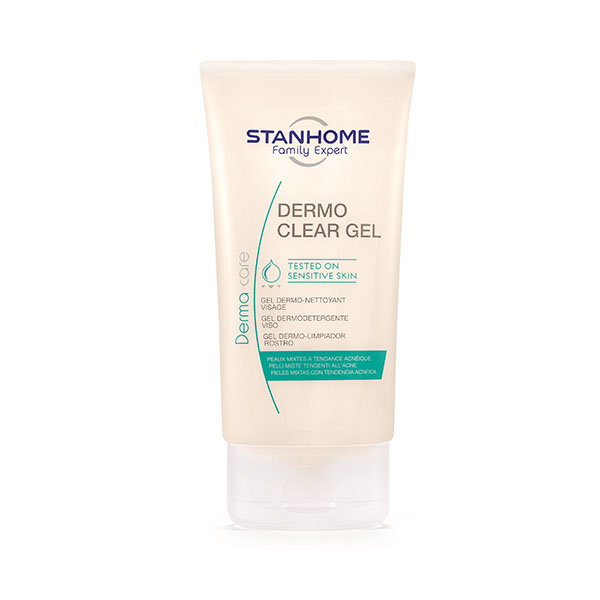 STANHOME
Family Expert
DERMO
CLEAR GEL
TESTED ON
SENSITIVE SKIN
Derma care
GEL DERMO-NETTOYANT
VISAGE
GEL DERMODETERGENTE
VISO
GEL DERMO-LIMPIADOR
ROSTRO
PEAUX MIXTES À TENDANCE ACNÉIQUE
PELLI MISTE TENDENTI ALL'ACNE
PIELES MIXTAS CON TENDENCIA ACNEICA